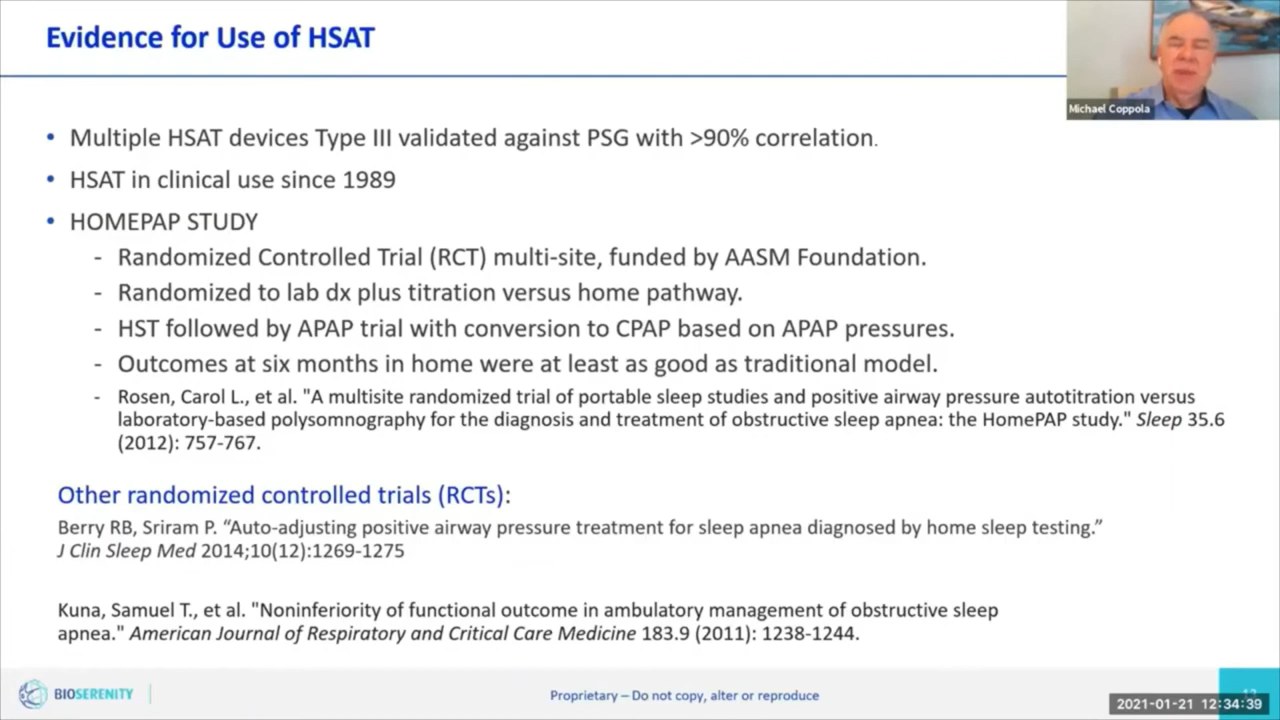 Evidence for Use of HSAT
Michael Coppola
• Multiple HSAT devices Type III validated against PSG with >90% correlation.
• HSAT in clinical use since 1989
• HOMEPAP STUDY
- Randomized Controlled Trial (RCT) multi-site, funded by AASM Foundation.
- Randomized to lab dx plus titration versus home pathway.
- HST followed by APAP trial with conversion to CPAP based on APAP pressures.
- Outcomes at six months in home were at least as good as traditional model.
- Rosen, Carol L., et al. "A multisite randomized trial of portable sleep studies and positive airway pressure autotitration versus
laboratory-based polysomnography for the diagnosis and treatment of obstructive sleep apnea: the HomePAP study." Sleep 35.6
(2012): 757-767.
Other randomized controlled trials (RCTs):
Berry RB, Sriram P. “Auto-adjusting positive airway pressure treatment for sleep apnea diagnosed by home sleep testing.”
J Clin Sleep Med 2014;10(12):1269-1275
Kuna, Samuel T., et al. "Noninferiority of functional outcome in ambulatory management of obstructive sleep
apnea." American Journal of Respiratory and Critical Care Medicine 183.9 (2011): 1238-1244.
BIOSERENITY
Proprietary – Do not copy, alter or reproduce
2021-01-21 12:34:39